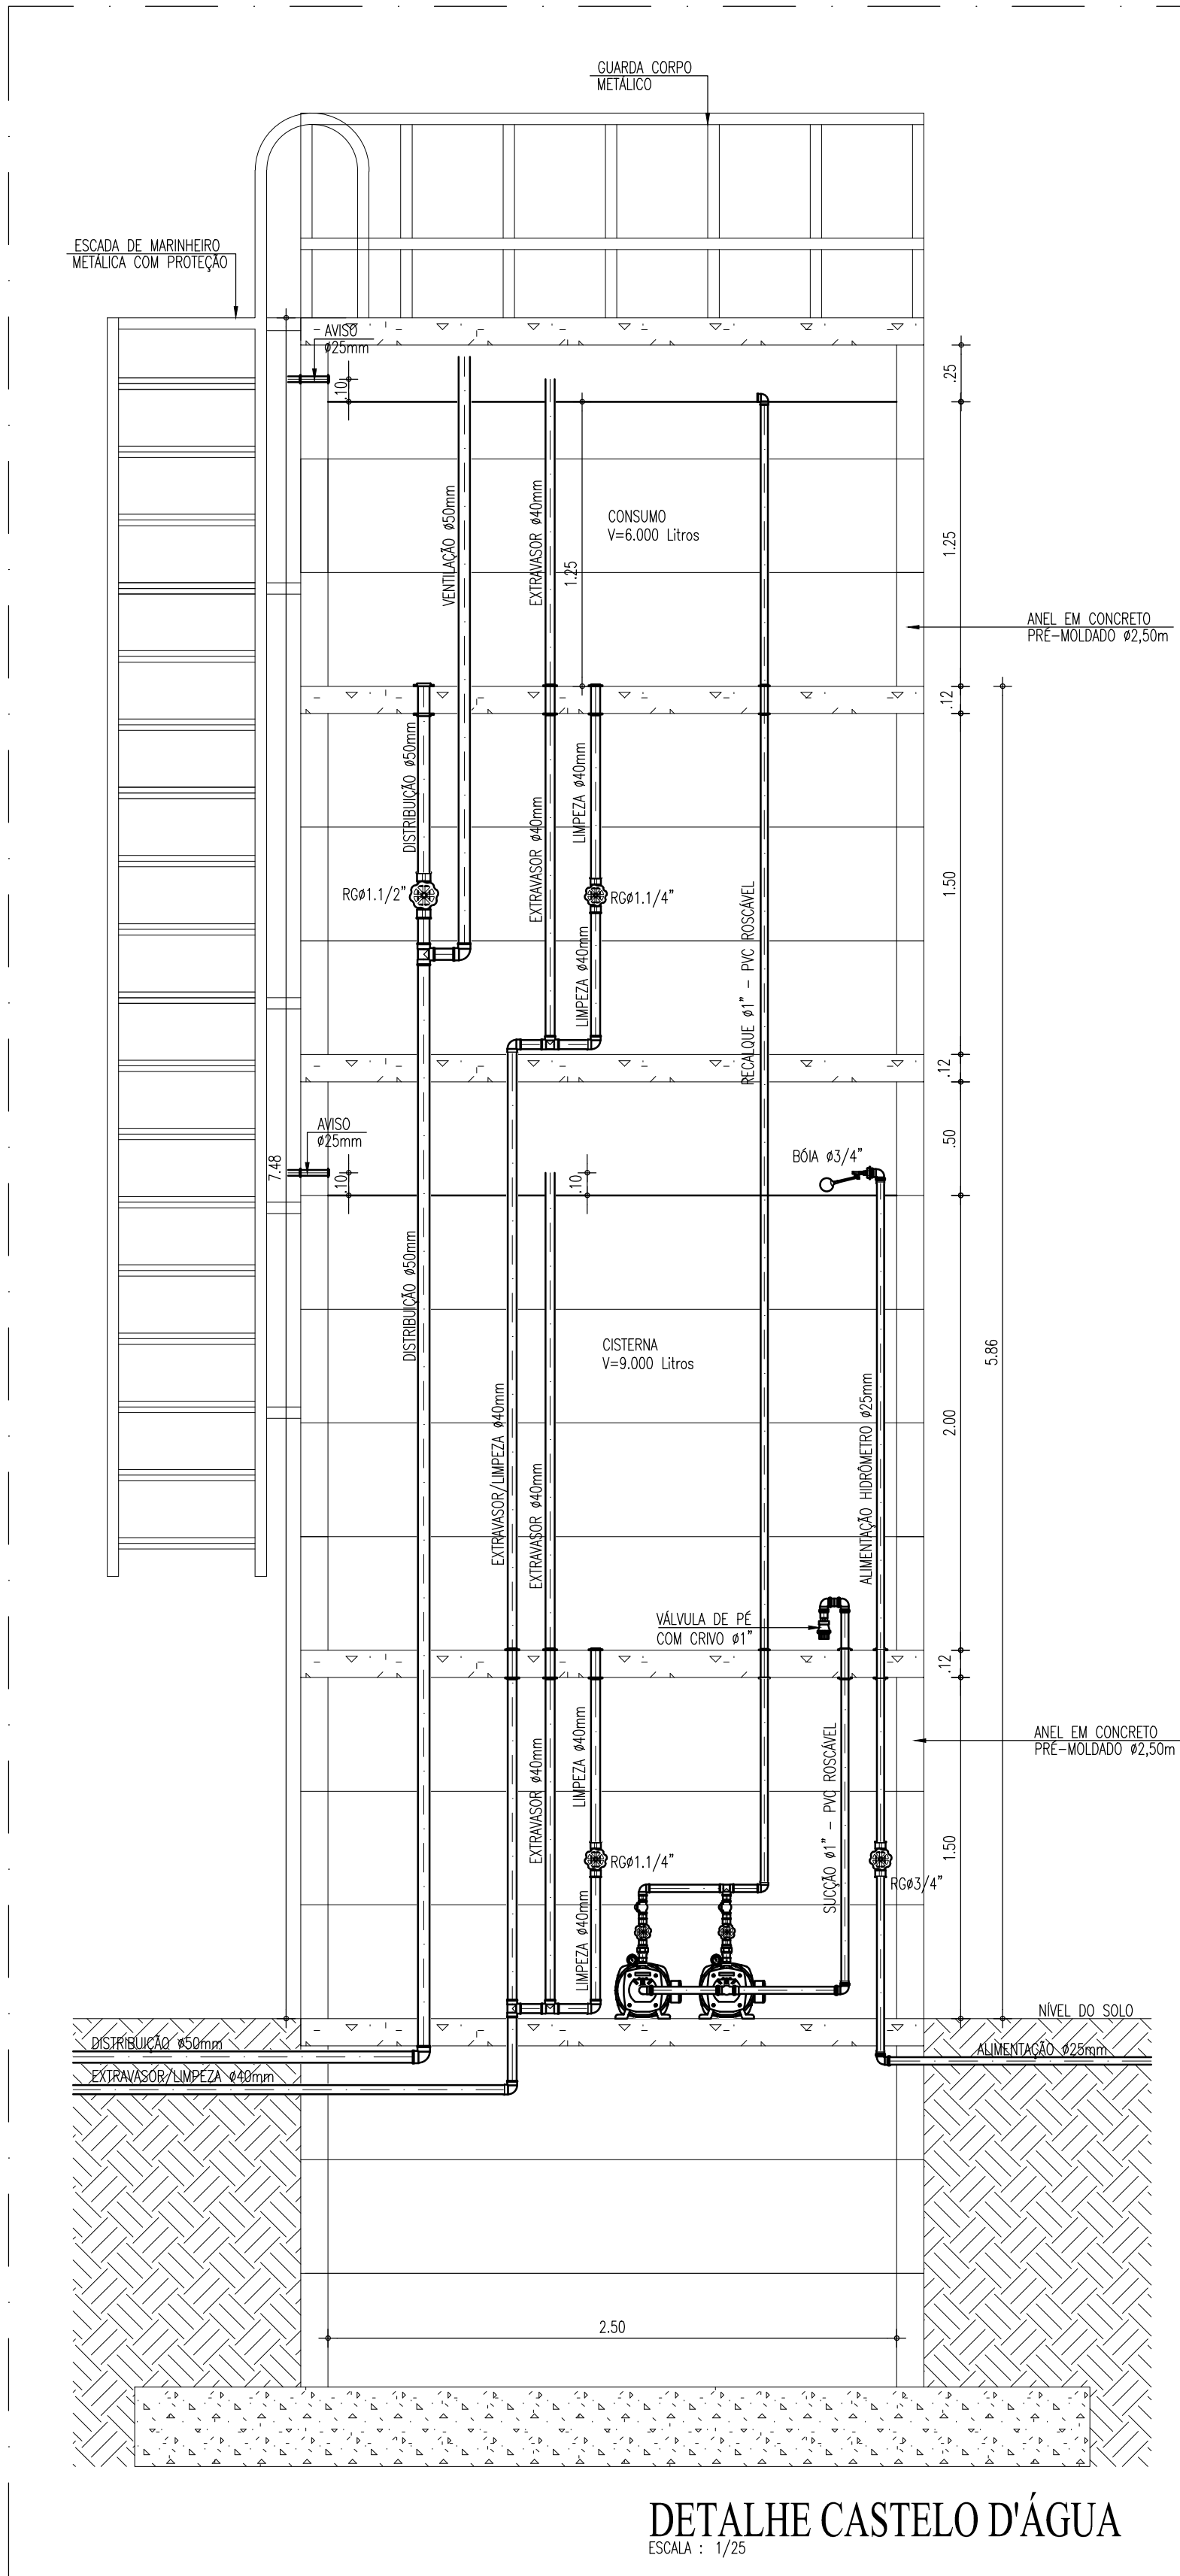 GUARDA CORPO
METÁLICO
ESCADA DE MARINHEIRO
METÁLICA COM PROTEÇÃO
AVISO
ø25mm
.10
.25
VENTILAÇÃO ø50mm
EXTRAVASOR ø40mm
1.25
CONSUMO
V=6.000 Litros
1.25
ANEL EM CONCRETO
PRÉ-MOLDADO ø2,50m
.12
DISTRIBUIÇÃO ø50mm
EXTRAVASOR ø40mm
LIMPEZA ø40mm
RGø1.1/2"
RGø1.1/4"
LIMPEZA ø40mm
RECALQUE ø1" - PVC ROSCÁVEL
1.50
.12
.50
AVISO
ø25mm
7.48
.10
.10
BÓIA ø3/4"
DISTRIBUIÇÃO ø50mm
CISTERNA
V=9.000 Litros
5.86
2.00
EXTRAVASOR/LIMPEZA ø40mm
EXTRAVASOR ø40mm
ALIMENTAÇÃO HIDRÔMETRO ø25mm
VÁLVULA DE PÉ
COM CRIVO ø1"
.12
ANEL EM CONCRETO
PRÉ-MOLDADO ø2,50m
EXTRAVASOR ø40mm
LIMPEZA ø40mm
RGø1.1/4"
LIMPEZA ø40mm
SUCÇÃO ø1" - PVC ROSCÁVEL
RGø3/4"
1.50
NÍVEL DO SOLO
DISTRIBUIÇÃO ø50mm
ALIMENTAÇÃO ø25mm
EXTRAVASOR/LIMPEZA ø40mm
2.50
DETALHE CASTELO D'ÁGUA
ESCALA : 1/25